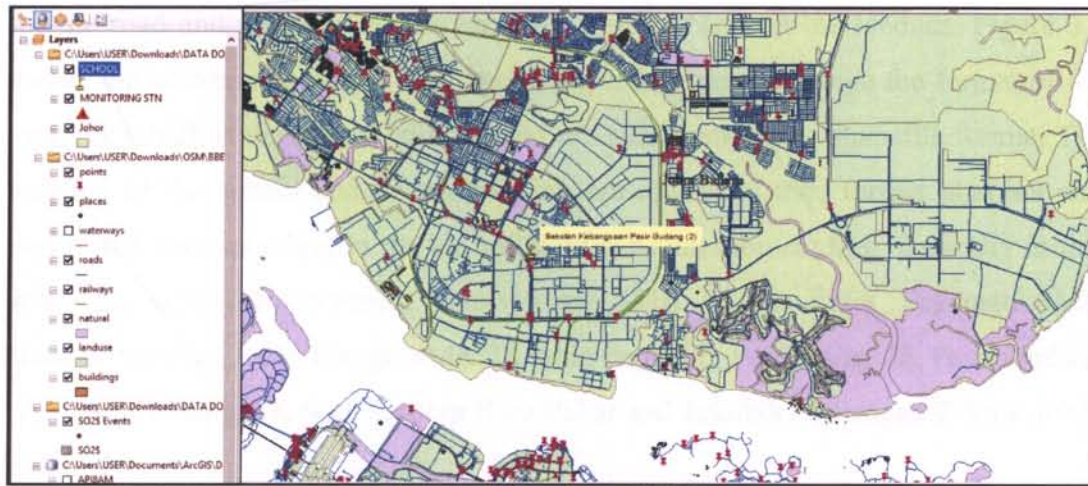 Layers
C:\Users\USER\Downloads\DATA DO
SCHOOL
MONITORING STN
Johor
C:\Users\USER\Downloads\OSM\BBE
points
places
waterways
roads
railways
natural
landuse
buildings
C:\Users\USER\Downloads\DATA DO
SO2$ Events
SO2$
C:\Users\USER\Documents\ArcGIS\D
APIBAM
Sekolah Kebangsaan Pasir Gudang (2)